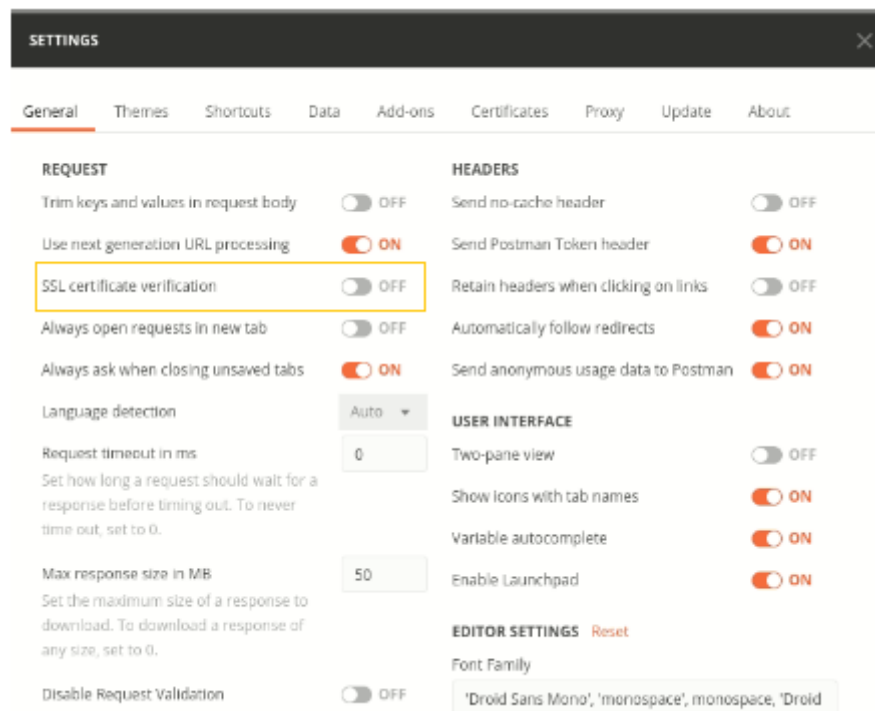 SETTINGS
General Themes Shortcuts Data Add-ons Certificates Proxy Update About
REQUEST
Trim keys and values in request body OFF
Use next generation URL processing ON
SSL certificate verification OFF
Always open requests in new tab OFF
Always ask when closing unsaved tabs ON
Language detection Auto
Request timeout in ms 0
Set how long a request should wait for a
response before timing out. To never
time out, set to 0.
Max response size in MB 50
Set the maximum size of a response to
download. To download a response of
any size, set to 0.
Disable Request Validation OFF
HEADERS
Send no-cache header OFF
Send Postman Token header ON
Retain headers when clicking on links OFF
Automatically follow redirects ON
Send anonymous usage data to Postman ON
USER INTERFACE
Two-pane view OFF
Show icons with tab names ON
Variable autocomplete ON
Enable Launchpad ON
EDITOR SETTINGS Reset
Font Family
'Droid Sans Mono', 'monospace', monospace, 'Droid